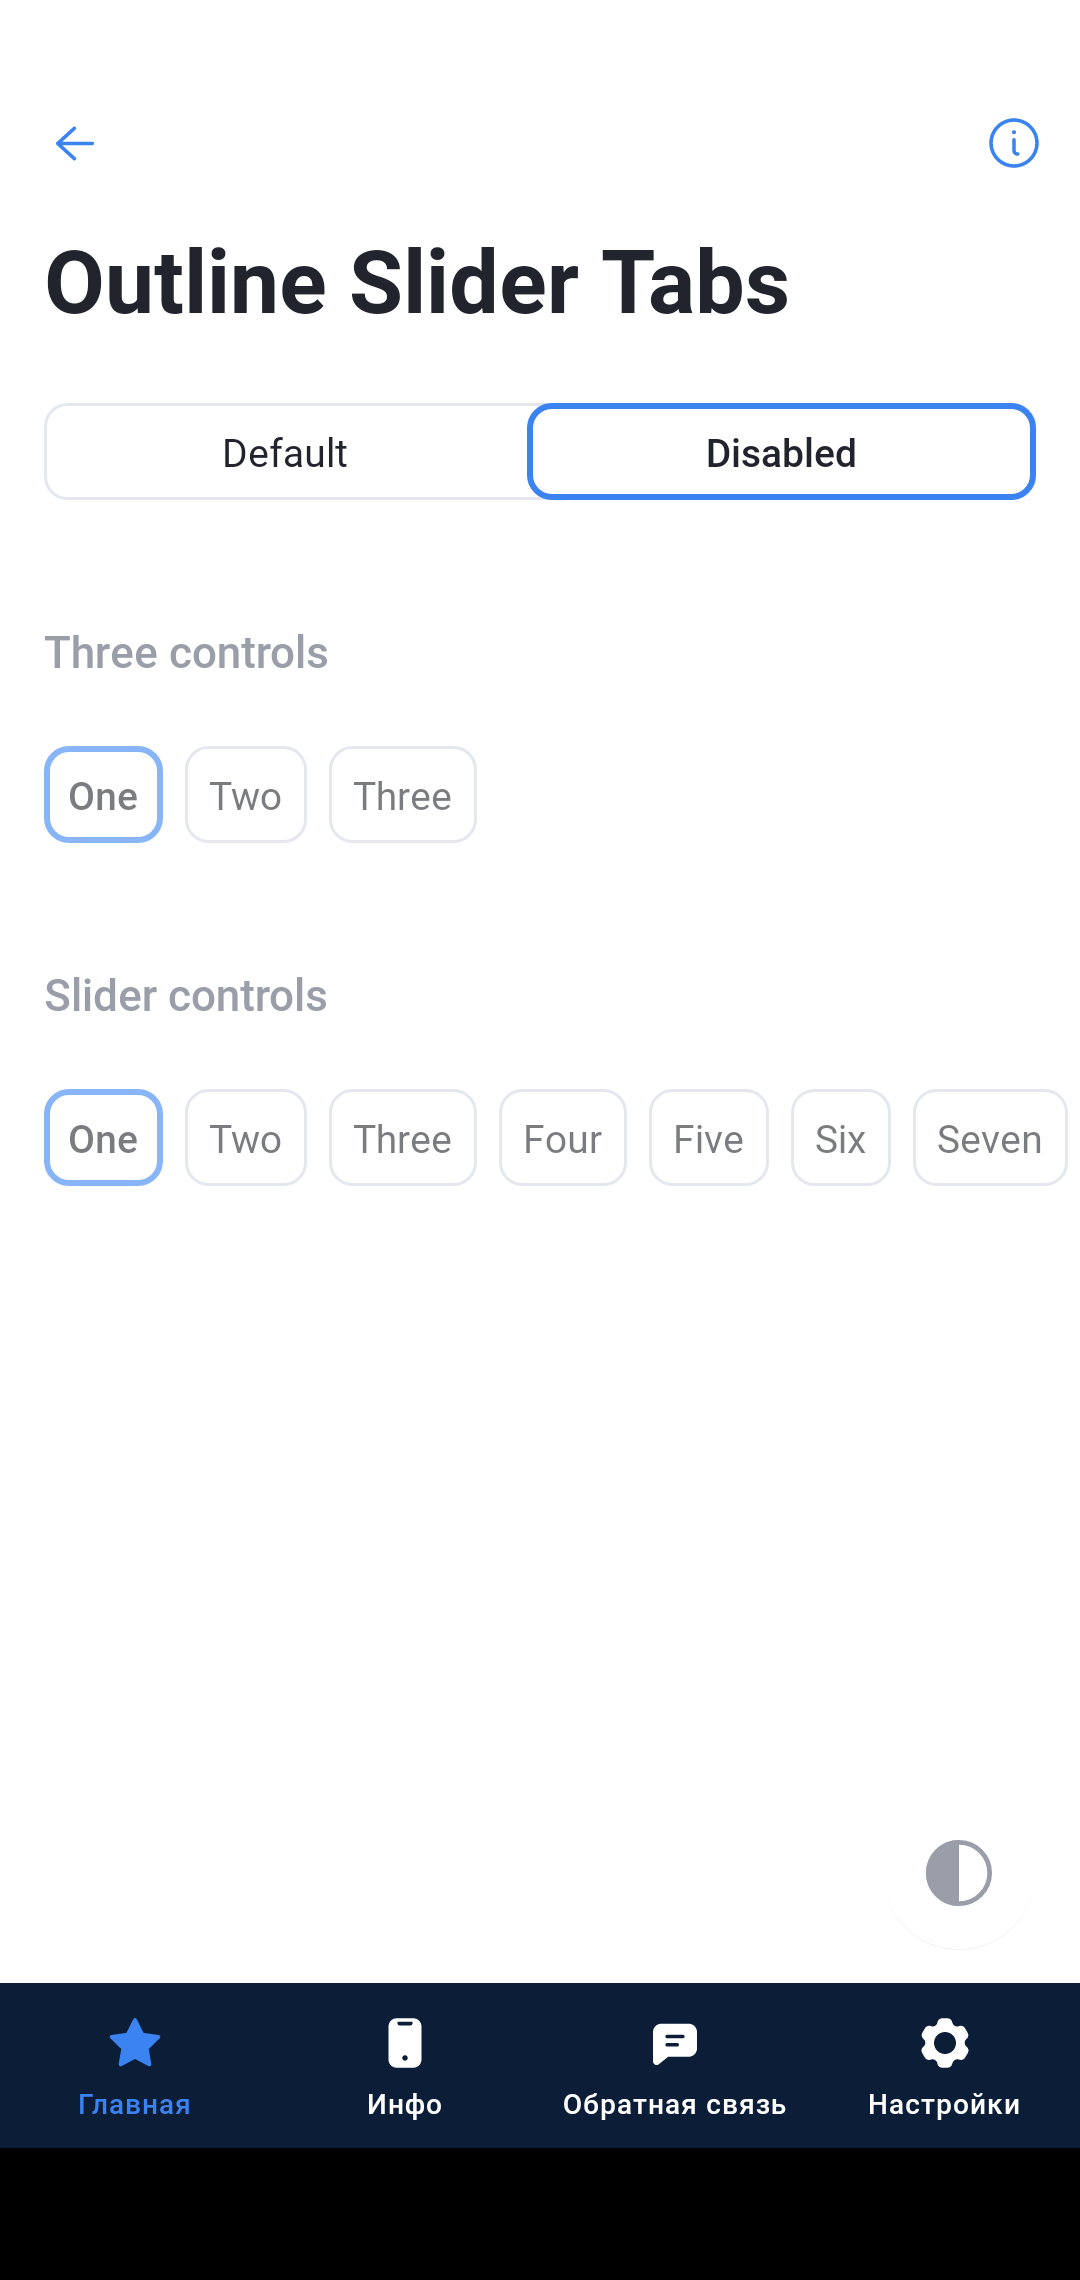 Outline Slider Tabs
Default Disabled
Three controls
One Two Three
Slider controls
One Two Three Four Five Six Seven
Главная Инфо Обратная связь Настройки